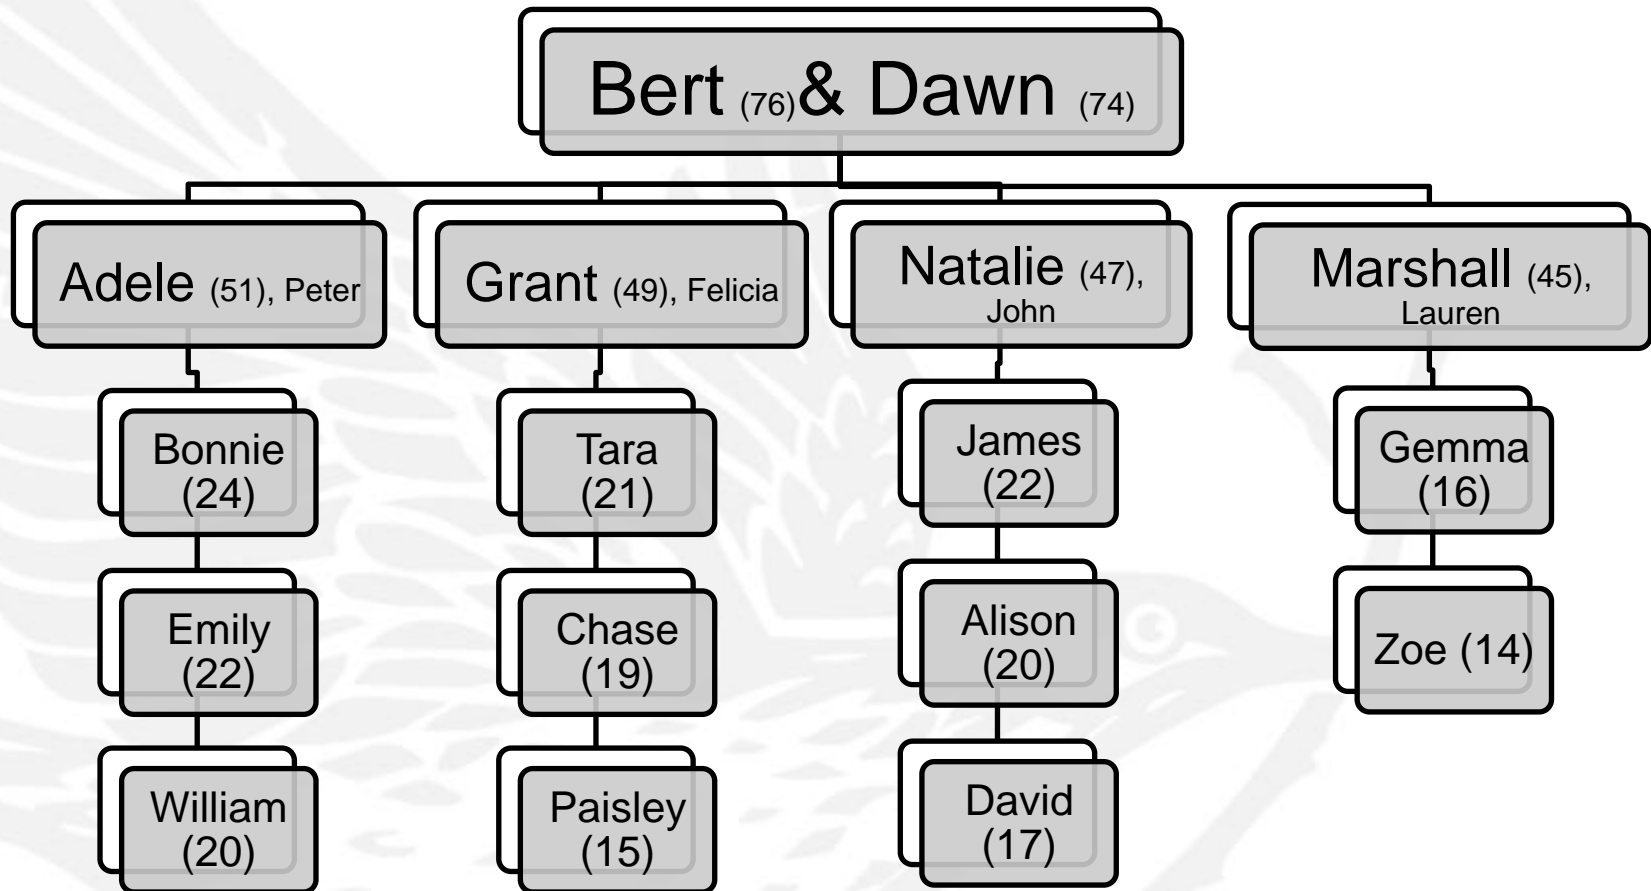 Bert (76)& Dawn (74)
Adele (51), Peter
Grant (49), Felicia
Natalie (47),
John
Marshall (45),
Lauren
Bonnie
(24)
Tara
(21)
James
(22)
Gemma
(16)
Emily
(22)
Chase
(19)
Alison
(20)
Zoe (14)
William
(20)
Paisley
(15)
David
(17)